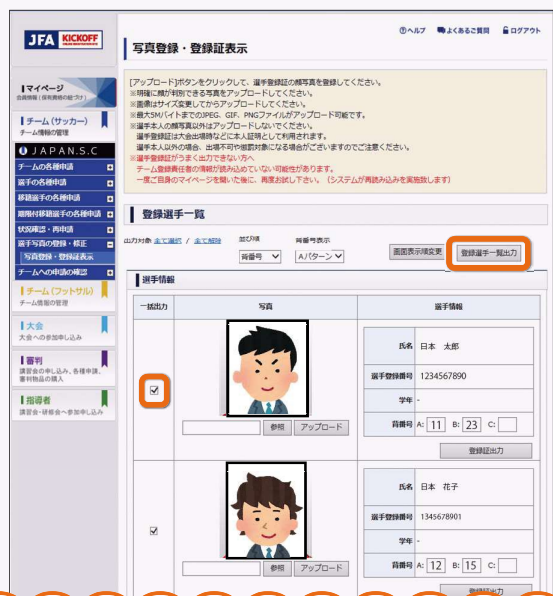 JFA KICKOFF
ヘルプ よくあるご質問 ログアウト
写真登録・登録証表示
マイページ
チーム (サッカー)
チーム情報の管理
JAPAN.S.C
チームの各種申請
選手の各種申請
移籍選手の各種申請
期限付移籍選手の各種申請
状況確認・再申請
選手写真の登録・修正
写真登録・登録証表示
チームへの申請の確認
チーム (フットサル)
チーム情報の管理
大会
大会への参加申し込み
審判
講習会の申し込み、各種申請、
審判物品の購入
指導者
講習会・研修会へ参加申し込み
[アップロード]ボタンをクリックして、選手登録証の顔写真を登録してください。
※明確に顔が判別できる写真をアップロードしてください。
※画像はサイズ変更してからアップロードしてください。
※最大5MバイトまでのJPEG、GIF、PNGファイルがアップロード可能です。
※選手本人の顔写真以外はアップロードしないでください。
選手登録証は大会出場時などに本人証明として利用されます。
選手本人以外の場合、出場不可や懲罰対象になる場合がございますのでご注意ください。
※選手登録証がうまく出力できない方へ
チーム登録責任者の情報が読み込めていない可能性があります。
一度ご自身のマイページを開いた後に、再度お試し下さい。（システムが再読み込みを実施致します）
登録選手一覧
出力対象 全て選択 / 全て解除
並び順
背番号
背番号表示
Aパターン
画面表示順変更
登録選手一覧出力
選手情報
一括出力 写真 選手情報
氏名 日本 太郎
選手登録番号 1234567890
学年 -
背番号 A: 11 B: 23 C:
参照 アップロード
登録証出力
氏名 日本 花子
選手登録番号 1345678901
学年 -
背番号 A: 12 B: 15 C:
参照 アップロード
登録証出力